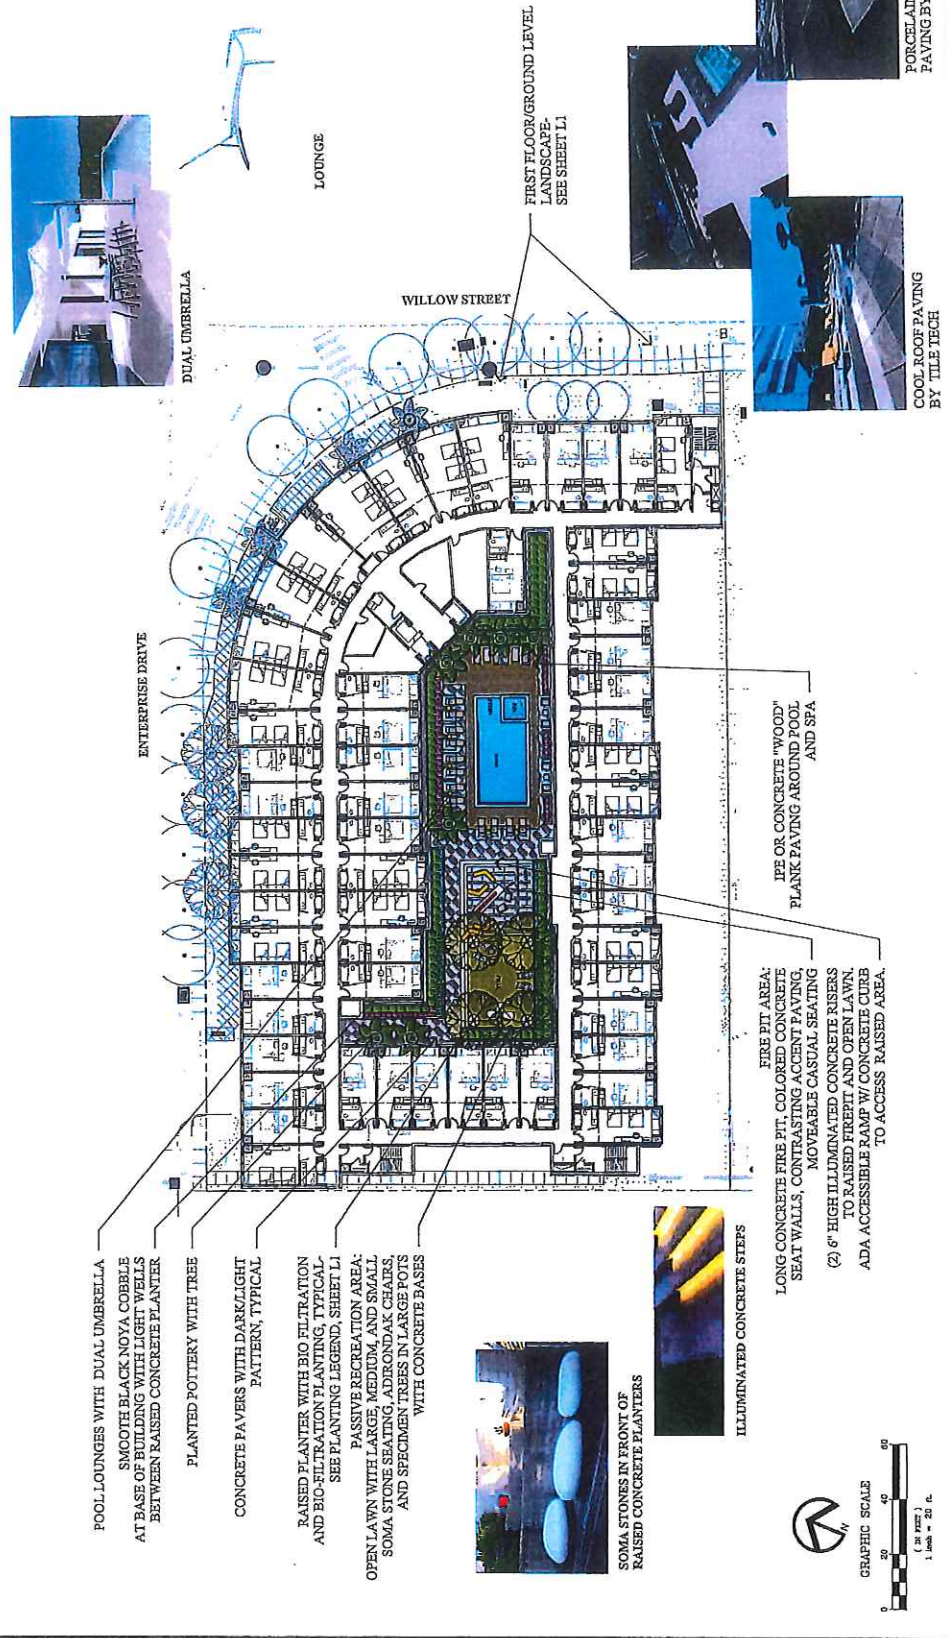 POOL LOUNGES WITH DUAL UMBRELLA
SMOOTH BLACK NOVA COBBLE
AT BASE OF BUILDING WITH LIGHT WELLS
BETWEEN RAISED CONCRETE PLANTER
PLANTED POTTERY WITH TREE
CONCRETE PAVERS WITH DARK/LIGHT
PATTERN, TYPICAL
RAISED PLANTER WITH BIO FILTRATION
AND BIO-FILTRATION PLANTING, TYPICAL-
SEE PLANTING LEGEND, SHEET L1
PASSIVE RECREATION AREA:
OPEN LAWN WITH LARGE, MEDIUM, AND SMALL
SOMA STONE SEATING, ADIRONDAK CHAIRS,
AND SPECIMEN TREES IN LARGE POTS
WITH CONCRETE BASES
SOMA STONES IN FRONT OF
RAISED CONCRETE PLANTERS
ILLUMINATED CONCRETE STEPS
N
GRAPHIC SCALE
0 20 40 60
( IN FEET )
1 inch = 20 ft.
ENTERPRISE DRIVE
WILLOW STREET
DUAL UMBRELLA
LOUNGE
FIRST FLOOR/GROUND LEVEL
LANDSCAPE-
SEE SHEET L1
IPE OR CONCRETE "WOOD"
PLANK PAVING AROUND POOL
AND SPA
FIRE PIT AREA:
LONG CONCRETE FIRE PIT, COLORED CONCRETE
SEAT WALLS, CONTRASTING ACCENT PAVING,
MOVEABLE CASUAL SEATING
(2) 6" HIGH ILLUMINATED CONCRETE RISERS
TO RAISED FIREPIT AND OPEN LAWN.
ADA ACCESSIBLE RAMP W/ CONCRETE CURB
TO ACCESS RAISED AREA.
COOL ROOF PAVING
BY TILE TECH
PAVING BY